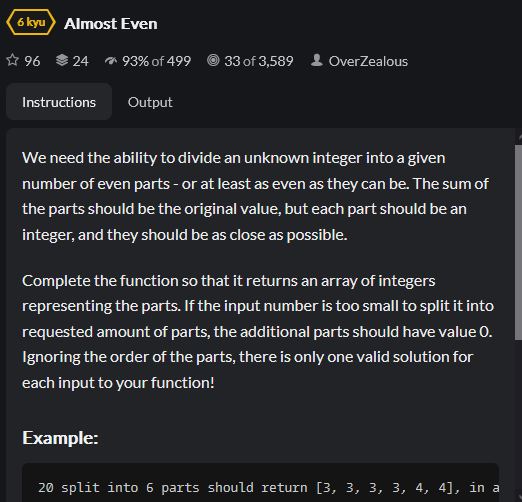 6 kyu Almost Even
96 24 93% of 499 33 of 3,589 OverZealous
Instructions Output
We need the ability to divide an unknown integer into a given
number of even parts - or at least as even as they can be. The sum of
the parts should be the original value, but each part should be an
integer, and they should be as close as possible.
Complete the function so that it returns an array of integers
representing the parts. If the input number is too small to split it into
requested amount of parts, the additional parts should have value 0.
Ignoring the order of the parts, there is only one valid solution for
each input to your function!
Example:
20 split into 6 parts should return [3, 3, 3, 3, 4, 4], in a